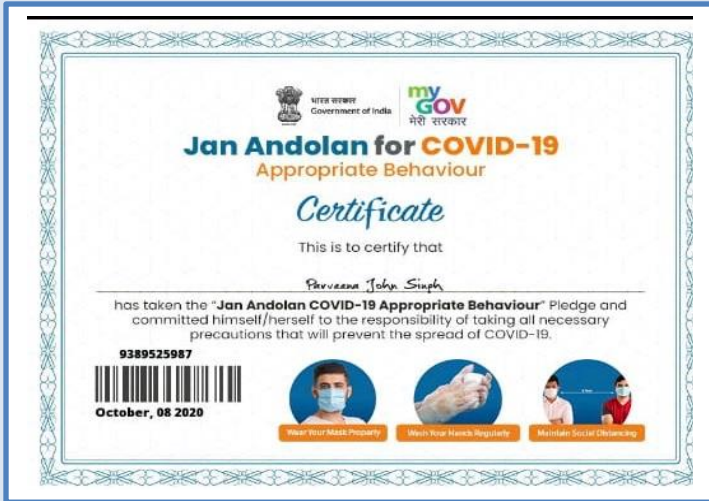 भारत सरकार
Government of India
my
GOV
मेरी सरकार
Jan Andolan for COVID-19
Appropriate Behaviour
Certificate
This is to certify that
Parveena John Singh
has taken the "Jan Andolan COVID-19 Appropriate Behaviour" Pledge and
committed himself/herself to the responsibility of taking all necessary
precautions that will prevent the spread of COVID-19.
9389525987
October, 08 2020
Wear Your Mask Properly
Wash Your Hands Regularly
Maintain Social Distancing